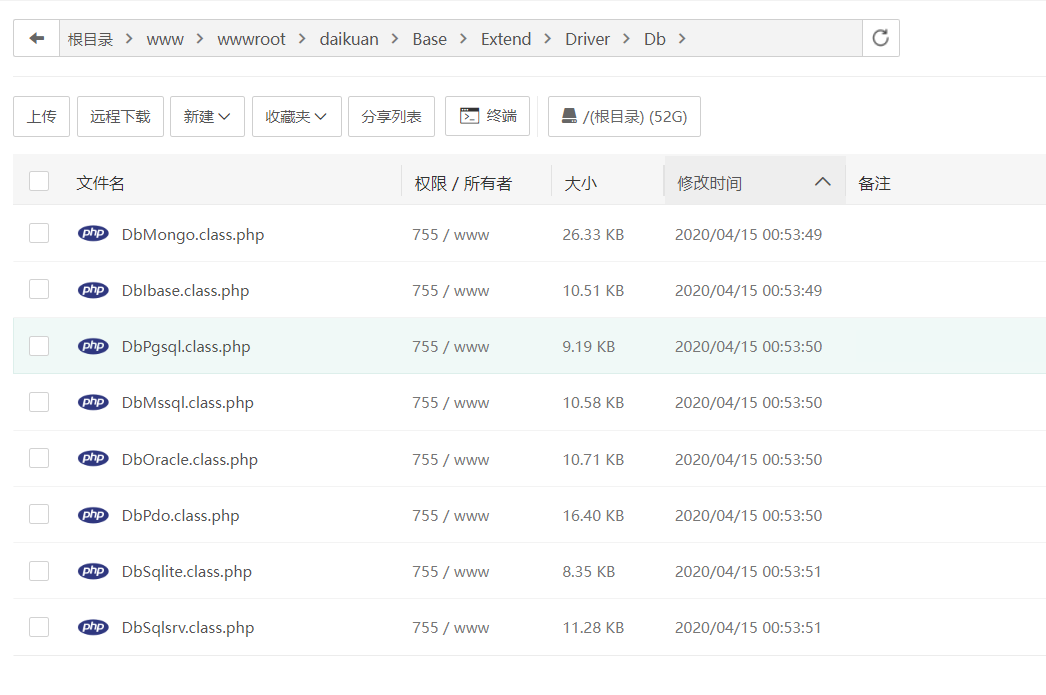 根目录 > www > wwwroot > daikuan > Base > Extend > Driver > Db >
上传 远程下载 新建 收藏夹 分享列表 终端 /(根目录) (52G)
文件名 权限 / 所有者 大小 修改时间 备注
php DbMongo.class.php 755 / www 26.33 KB 2020/04/15 00:53:49
php DbIbase.class.php 755 / www 10.51 KB 2020/04/15 00:53:49
php DbPgsql.class.php 755 / www 9.19 KB 2020/04/15 00:53:50
php DbMssql.class.php 755 / www 10.58 KB 2020/04/15 00:53:50
php DbOracle.class.php 755 / www 10.71 KB 2020/04/15 00:53:50
php DbPdo.class.php 755 / www 16.40 KB 2020/04/15 00:53:50
php DbSqlite.class.php 755 / www 8.35 KB 2020/04/15 00:53:51
php DbSqlsrv.class.php 755 / www 11.28 KB 2020/04/15 00:53:51